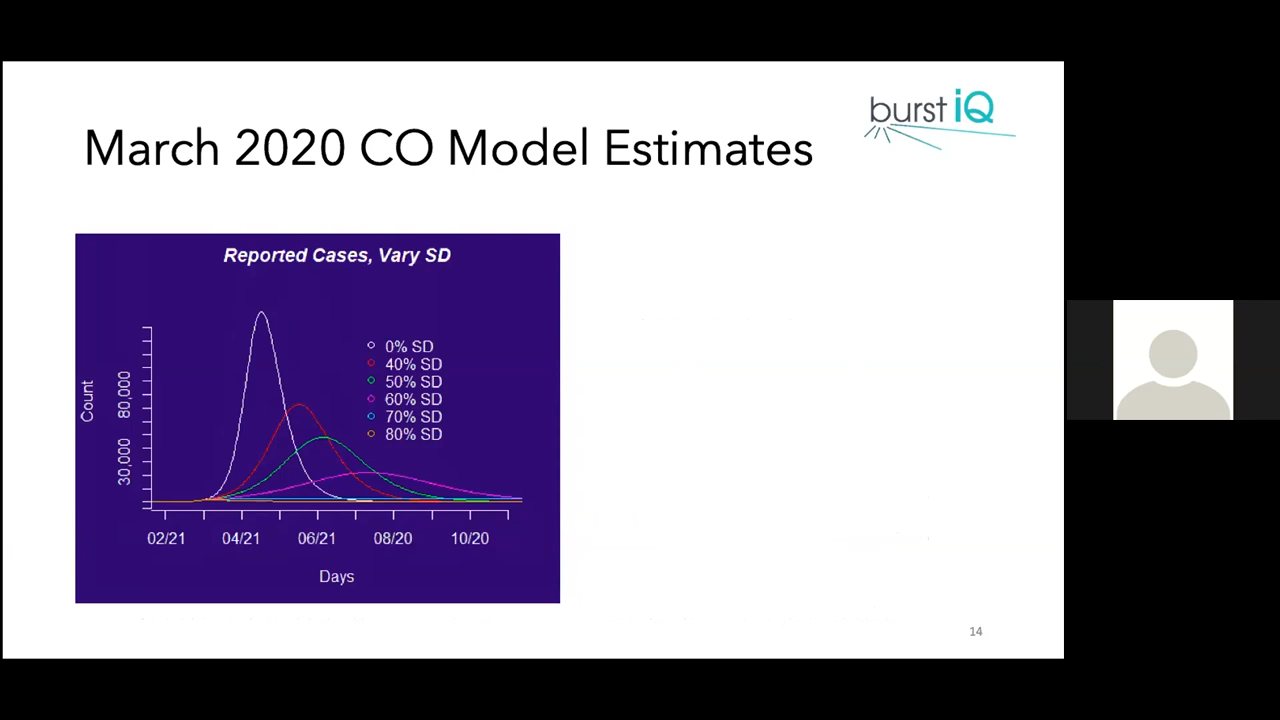 burst iQ
March 2020 CO Model Estimates
Reported Cases, Vary SD
0% SD
40% SD
50% SD
60% SD
70% SD
80% SD
Count
80,000
30,000
02/21 04/21 06/21 08/20 10/20
Days
14